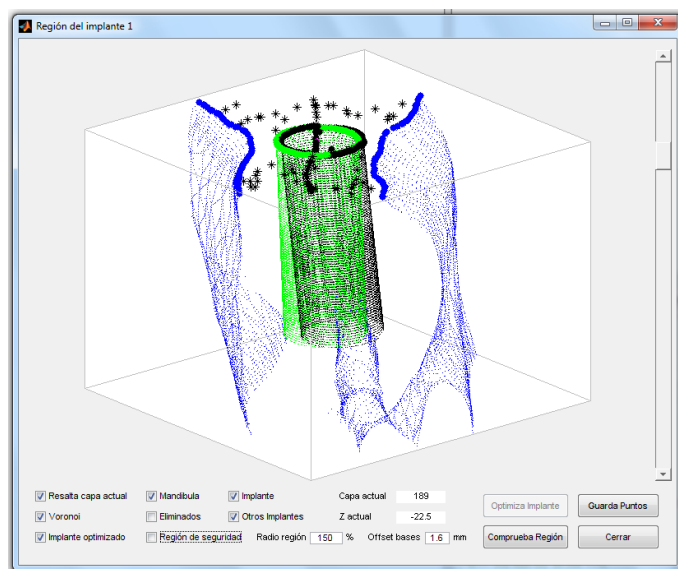 Región del implante 1
Resalta capa actual Mandíbula Implante Capa actual 189
Voronoi Eliminados Otros Implantes Z actual -22.5
Optimiza Implante Guarda Puntos
Implante optimizado Región de seguridad Radio región 150 % Offset bases 1.6 mm
Comprueba Región Cerrar